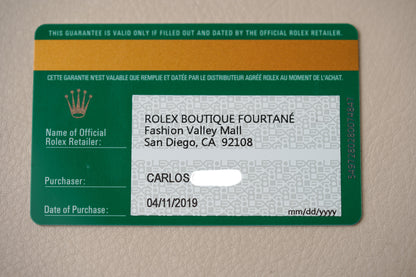 THIS GUARANTEE IS VALID ONLY IF FILLED OUT AND DATED BY THE OFFICIAL ROLEX RETAILER.
CETTE GARANTIE N'EST VALABLE QUE REMPLIE ET DATÉE PAR LE DISTRIBUTEUR AGRÉÉ ROLEX AU MOMENT DE L'ACHAT.
Name of Official
Rolex Retailer:
ROLEX BOUTIQUE FOURTANÉ
Fashion Valley Mall
San Diego, CA 92108
Purchaser:
CARLOS
Date of Purchase:
04/11/2019
mm/dd/yyyy